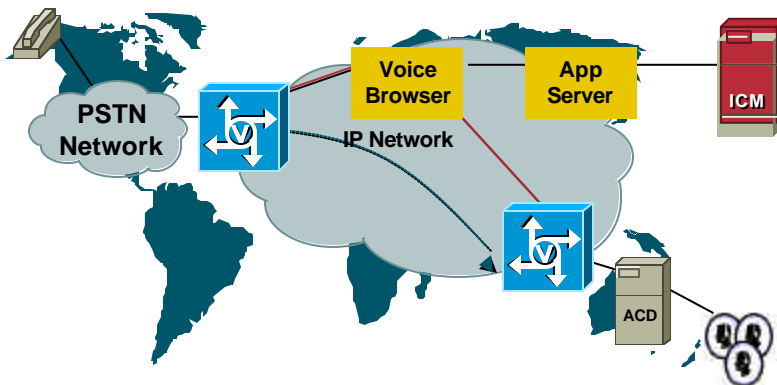 Voice
Browser
App
Server
ICM
PSTN
Network
V
IP Network
V
ACD